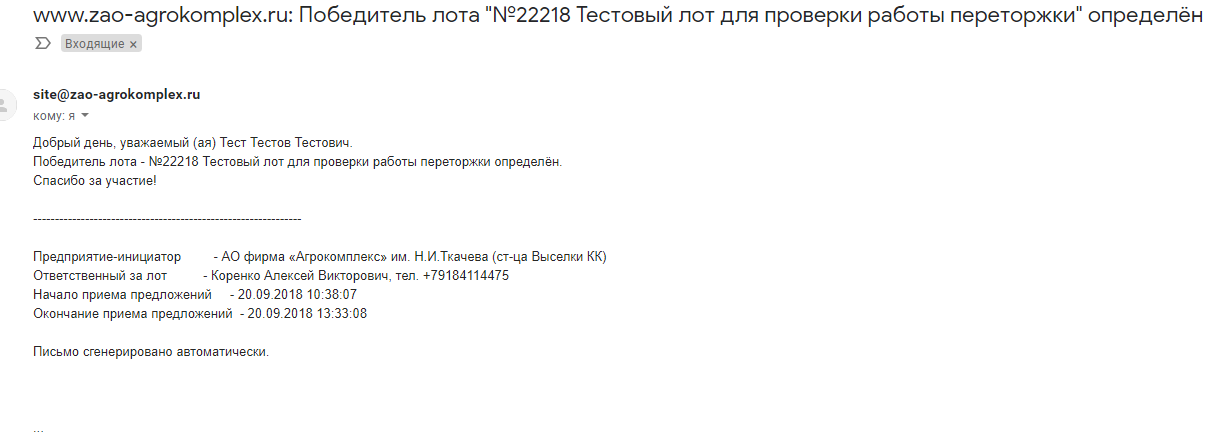 www.zao-agrokomplex.ru: Победитель лота "№22218 Тестовый лот для проверки работы переторжки" определён
Входящие ×
site@zao-agrokomplex.ru
кому: я
Добрый день, уважаемый (ая) Тест Тестов Тестович.
Победитель лота - №22218 Тестовый лот для проверки работы переторжки определён.
Спасибо за участие!
--------------------------------------------------------------
Предприятие-инициатор - АО фирма «Агрокомплекс» им. Н.И.Ткачева (ст-ца Выселки КК)
Ответственный за лот - Коренко Алексей Викторович, тел. +79184114475
Начало приема предложений - 20.09.2018 10:38:07
Окончание приема предложений - 20.09.2018 13:33:08
Письмо сгенерировано автоматически.
...